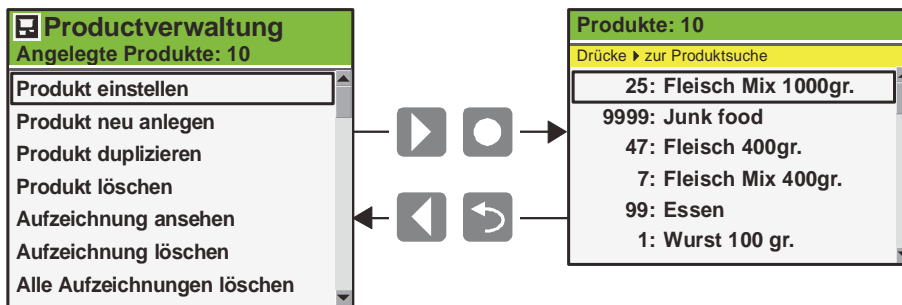 Productverwaltung
Angelegte Produkte: 10
Produkt einstellen
Produkt neu anlegen
Produkt duplizieren
Produkt löschen
Aufzeichnung ansehen
Aufzeichnung löschen
Alle Aufzeichnungen löschen
Produkte: 10
Drücke zur Produktsuche
25: Fleisch Mix 1000gr.
9999: Junk food
47: Fleisch 400gr.
7: Fleisch Mix 400gr.
99: Essen
1: Wurst 100 gr.